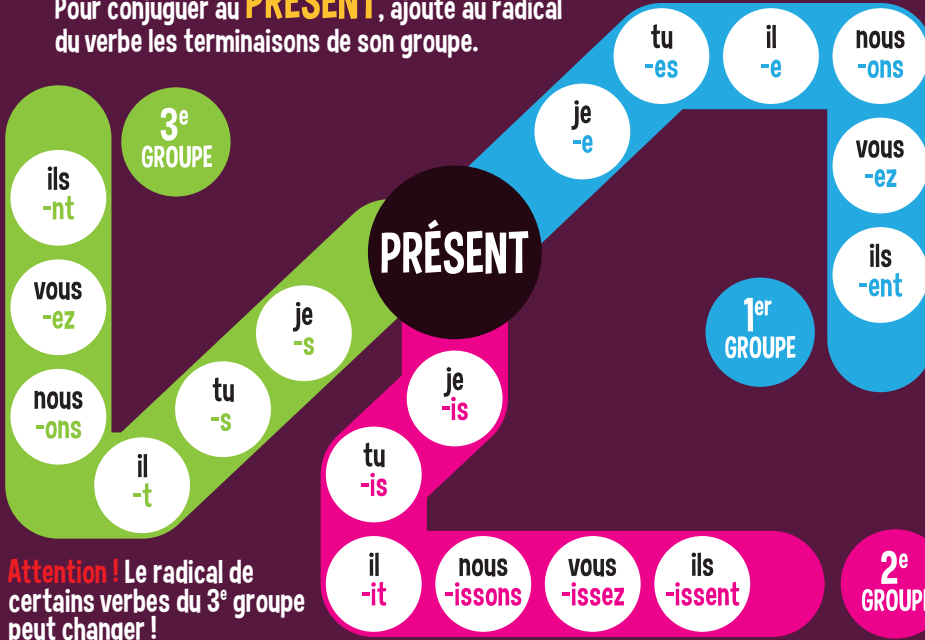 Pour conjuguer au PRÉSENT, ajoute au radical
du verbe les terminaisons de son groupe.
PRÉSENT
1er
GROUPE
je
-e
tu
-es
il
-e
nous
-ons
vous
-ez
ils
-ent
2e
GROUPE
je
-is
tu
-is
il
-it
nous
-issons
vous
-issez
ils
-issent
3e
GROUPE
je
-s
tu
-s
il
-t
nous
-ons
vous
-ez
ils
-nt
Attention ! Le radical de
certains verbes du 3e groupe
peut changer !